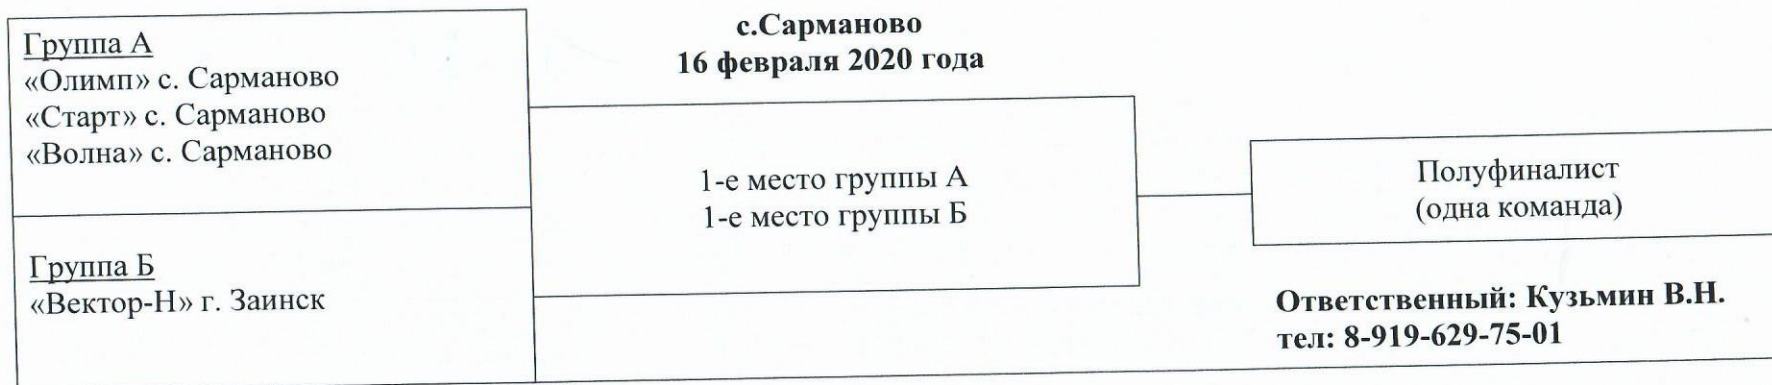 Группа А
«Олимп» с. Сарманово
«Старт» с. Сарманово
«Волна» с. Сарманово
Группа Б
«Вектор-Н» г. Заинск
с.Сарманово
16 февраля 2020 года
1-е место группы А
1-е место группы Б
Полуфиналист
(одна команда)
Ответственный: Кузьмин В.Н.
тел: 8-919-629-75-01